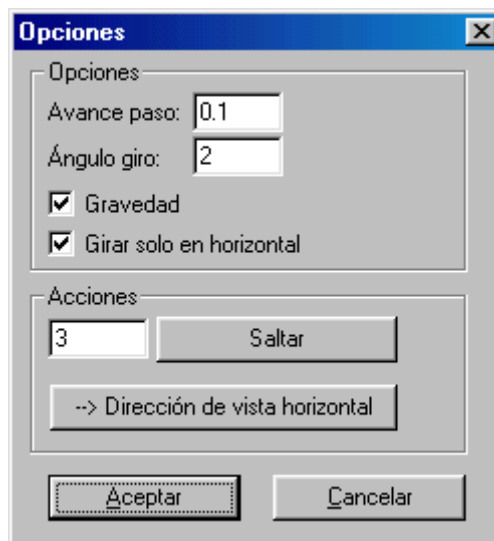 Opciones
Opciones
Avance paso: 0.1
Ángulo giro: 2
Gravedad
Girar solo en horizontal
Acciones
3 Saltar
--> Dirección de vista horizontal
Aceptar Cancelar